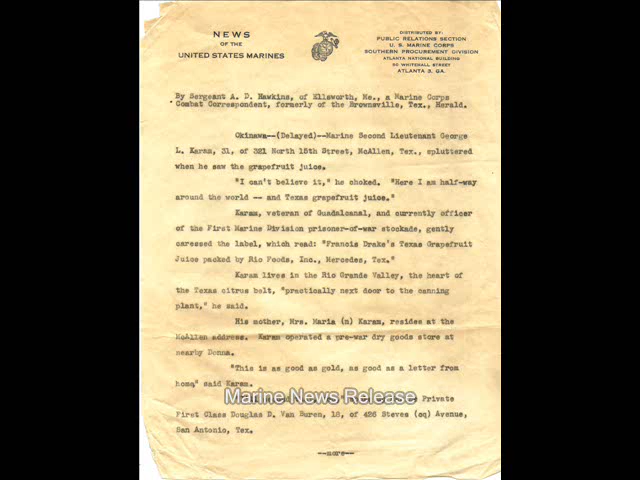 NEWS
OF THE
UNITED STATES MARINES
DISTRIBUTED BY:
PUBLIC RELATIONS SECTION
U. S. MARINE CORPS
SOUTHERN PROCUREMENT DIVISION
ATLANTA NATIONAL BUILDING
50 WHITEHALL STREET
ATLANTA 3, GA.
By Sergeant A. D. Hawkins, of Ellsworth, Me., a Marine Corps
Combat Correspondent, formerly of the Brownsville, Tex., Herald.
Okinawa--(Delayed)--Marine Second Lieutenant George
L. Karam, 31, of 321 North 15th Street, McAllen, Tex., spluttered
when he saw the grapefruit juice.
"I can't believe it," he choked. "Here I am half-way
around the world -- and Texas grapefruit juice."
Karam, veteran of Guadalcanal, and currently officer
of the First Marine Division prisoner-of-war stockade, gently
caressed the label, which read: "Francis Drake's Texas Grapefruit
Juice packed by Rio Foods, Inc., Mercedes, Tex."
Karam lives in the Rio Grande Valley, the heart of
the Texas citrus belt, "practically next door to the canning
plant," he said.
His mother, Mrs. Maria (n) Karam, resides at the
McAllen address. Karam operated a pre-war dry goods store at
nearby Donna.
"This is as good as gold, as good as a letter from
home," said Karam.
Marine News Release
Private
First Class Douglas D. Van Buren, 18, of 426 Steves (cq) Avenue,
San Antonio, Tex.
--more--